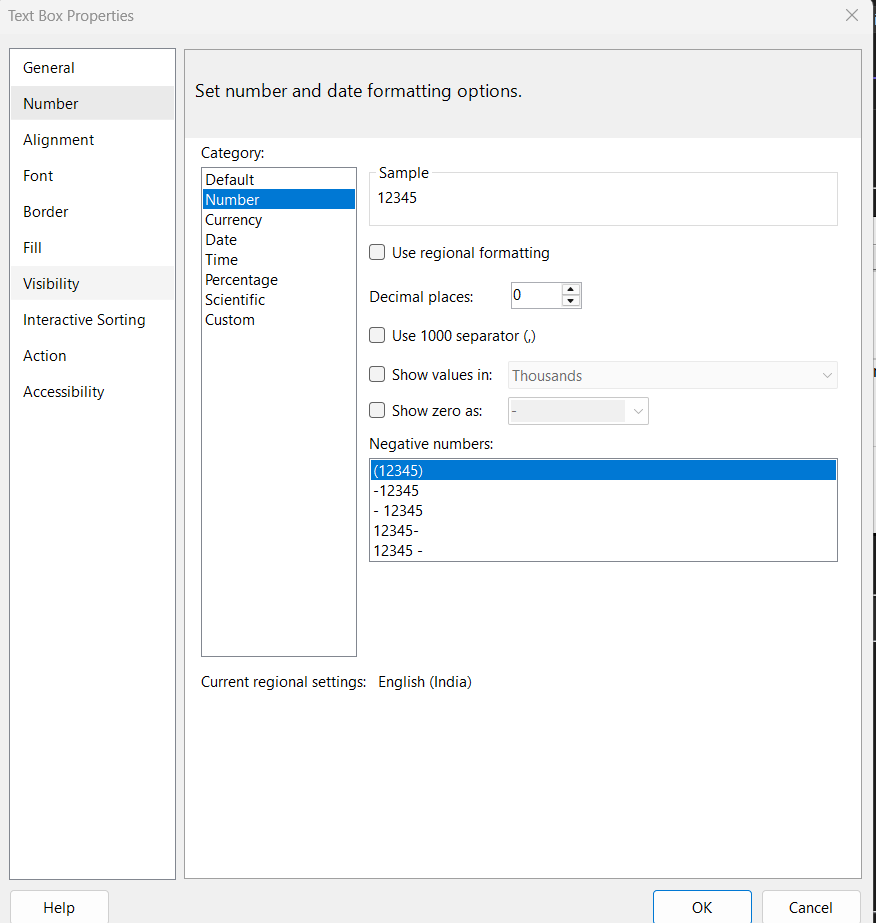 Text Box Properties
General
Number
Alignment
Font
Border
Fill
Visibility
Interactive Sorting
Action
Accessibility
Set number and date formatting options.
Category:
Default
Number
Currency
Date
Time
Percentage
Scientific
Custom
Sample
12345
Use regional formatting
Decimal places: 0
Use 1000 separator (,)
Show values in: Thousands
Show zero as: -
Negative numbers:
(12345)
-12345
- 12345
12345-
12345 -
Current regional settings: English (India)
Help OK Cancel